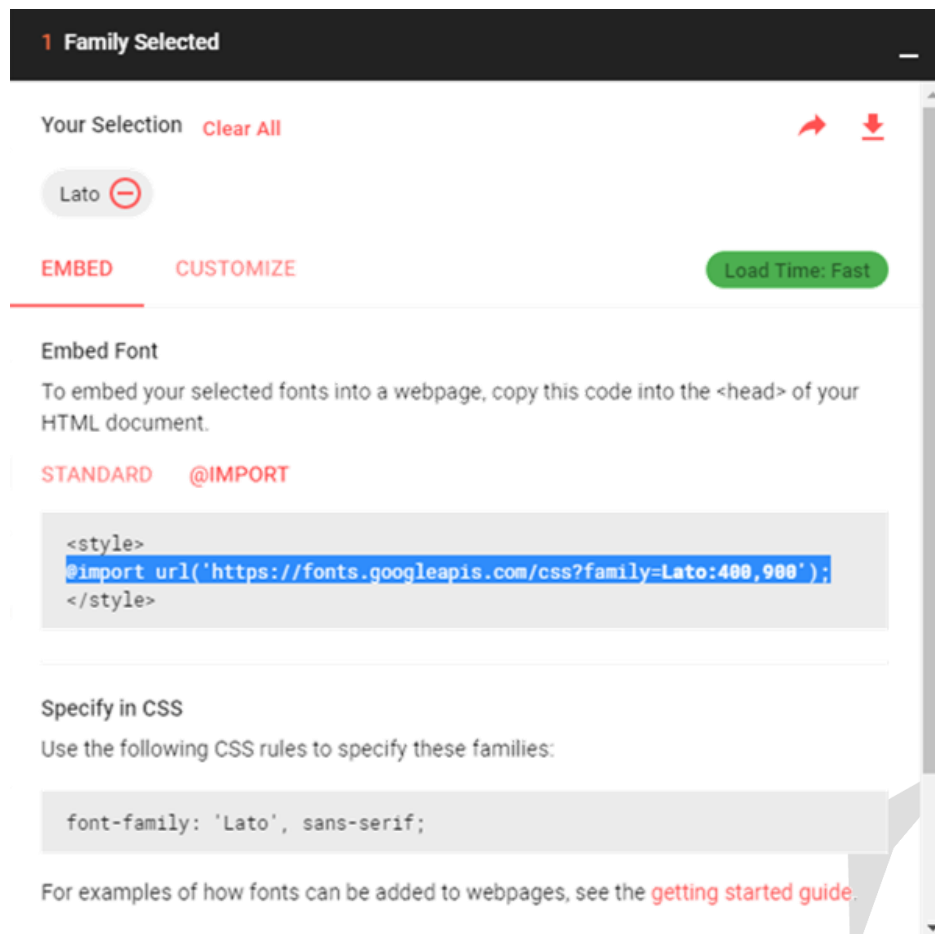 1 Family Selected
Your Selection Clear All
Lato
EMBED CUSTOMIZE Load Time: Fast
Embed Font
To embed your selected fonts into a webpage, copy this code into the <head> of your
HTML document.
STANDARD @IMPORT
<style>
@import url('https://fonts.googleapis.com/css?family=Lato:400,900');
</style>
Specify in CSS
Use the following CSS rules to specify these families:
font-family: 'Lato', sans-serif;
For examples of how fonts can be added to webpages, see the getting started guide.